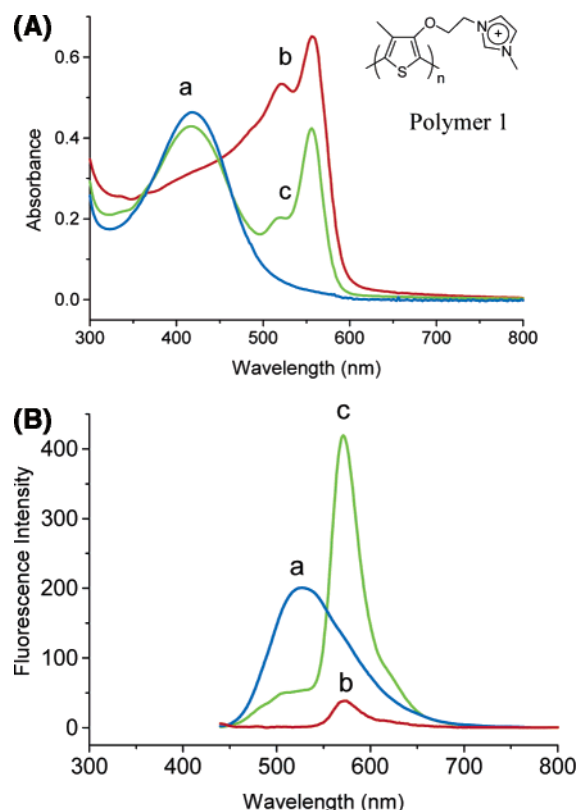 (A)
0.6
0.4
0.2
0.0
Absorbance
a
b
c
O
N
+
N
S
n
Polymer 1
300 400 500 600 700 800
Wavelength (nm)
(B)
400
300
200
100
0
Fluorescence Intensity
c
a
b
300 400 500 600 700 800
Wavelength (nm)